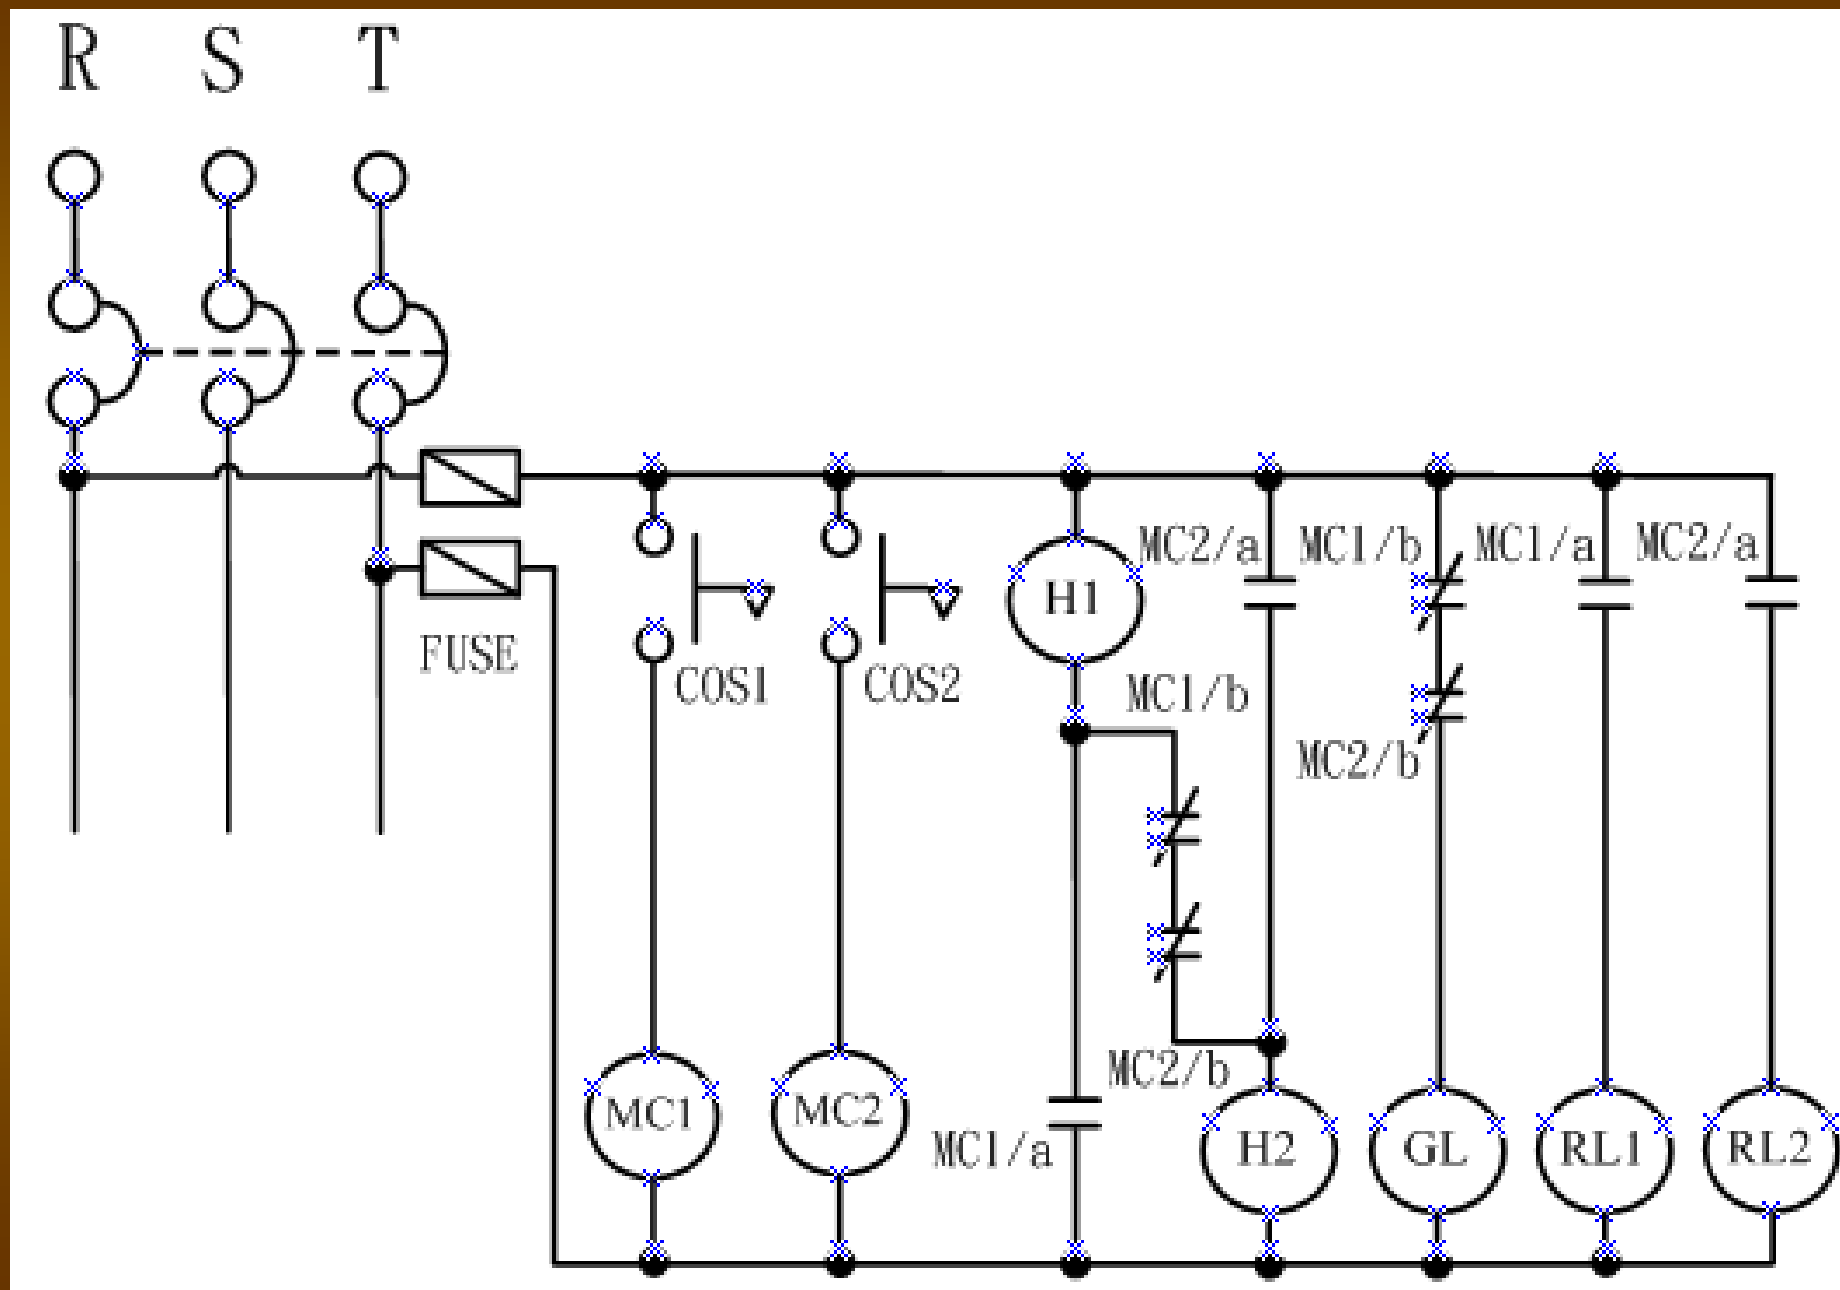 R S T
MC2/a MC1/b MC1/a MC2/a
H1
FUSE
COS1 COS2
MC1/b
MC2/b
MC2/b
MC1 MC2
MC1/a
H2 GL RL1 RL2